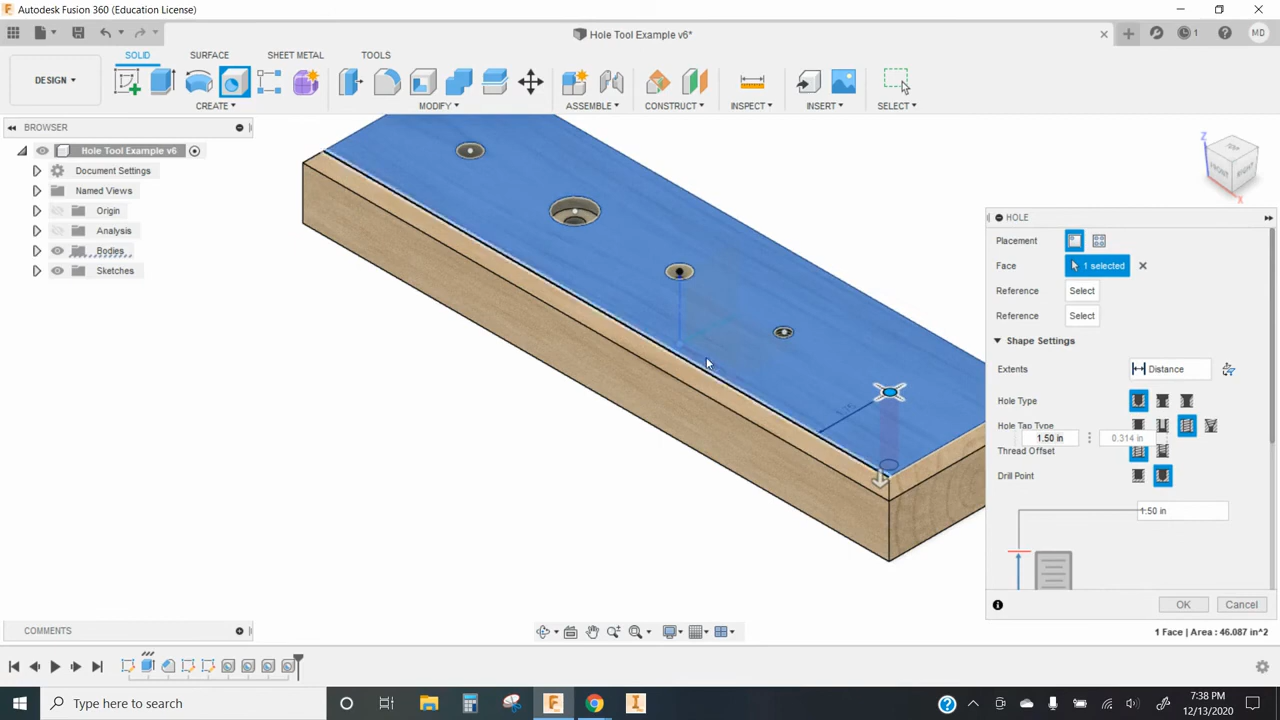 Autodesk Fusion 360 (Education License)
Hole Tool Example v6*
MD
SOLID SURFACE SHEET METAL TOOLS
DESIGN
CREATE MODIFY ASSEMBLE CONSTRUCT INSPECT INSERT SELECT
BROWSER
Hole Tool Example v6
Document Settings
Named Views
Origin
Analysis
Bodies
Sketches
Z
TOP
FRONT
RIGHT
X
HOLE
Placement
Face 1 selected
Reference Select
Reference Select
Shape Settings
Extents Distance
Hole Type
Hole Tap Type
1.50 in 0.314 in
Thread Offset
Drill Point
1.50 in
OK Cancel
COMMENTS
1 Face | Area : 46.087 in^2
Type here to search
7:38 PM
12/13/2020